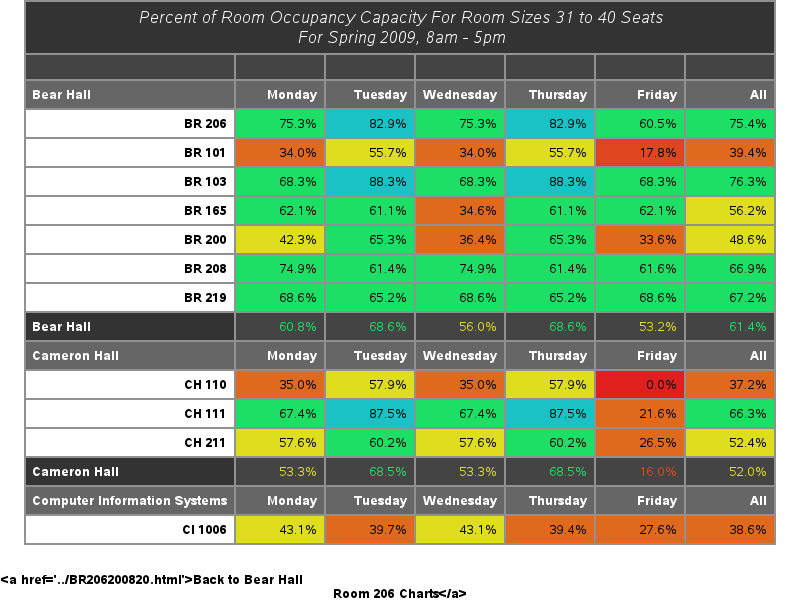 Percent of Room Occupancy Capacity For Room Sizes 31 to 40 Seats
For Spring 2009, 8am - 5pm
Bear Hall Monday Tuesday Wednesday Thursday Friday All
BR 206 75.3% 82.9% 75.3% 82.9% 60.5% 75.4%
BR 101 34.0% 55.7% 34.0% 55.7% 17.8% 39.4%
BR 103 68.3% 88.3% 68.3% 88.3% 68.3% 76.3%
BR 165 62.1% 61.1% 34.6% 61.1% 62.1% 56.2%
BR 200 42.3% 65.3% 36.4% 65.3% 33.6% 48.6%
BR 208 74.9% 61.4% 74.9% 61.4% 61.6% 66.9%
BR 219 68.6% 65.2% 68.6% 65.2% 68.6% 67.2%
Bear Hall 60.8% 68.6% 56.0% 68.6% 53.2% 61.4%
Cameron Hall Monday Tuesday Wednesday Thursday Friday All
CH 110 35.0% 57.9% 35.0% 57.9% 0.0% 37.2%
CH 111 67.4% 87.5% 67.4% 87.5% 21.6% 66.3%
CH 211 57.6% 60.2% 57.6% 60.2% 26.5% 52.4%
Cameron Hall 53.3% 68.5% 53.3% 68.5% 16.0% 52.0%
Computer Information Systems Monday Tuesday Wednesday Thursday Friday All
CI 1006 43.1% 39.7% 43.1% 39.4% 27.6% 38.6%
<a href='../BR206200820.html'>Back to Bear Hall
Room 206 Charts</a>